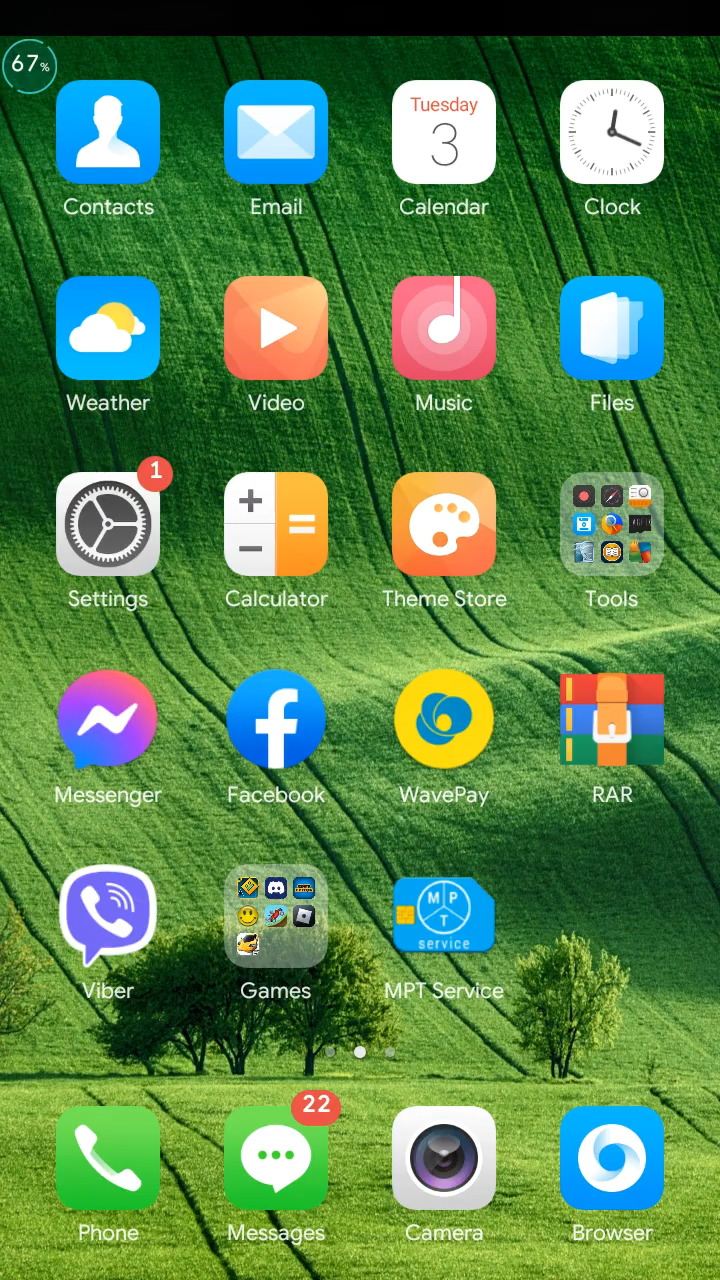 67%
Tuesday
3
Contacts
Email
Calendar
Clock
Weather
Video
Music
Files
1
Settings
Calculator
Theme Store
Tools
Messenger
Facebook
WavePay
RAR
M P
T
service
Viber
Games
MPT Service
22
Phone
Messages
Camera
Browser